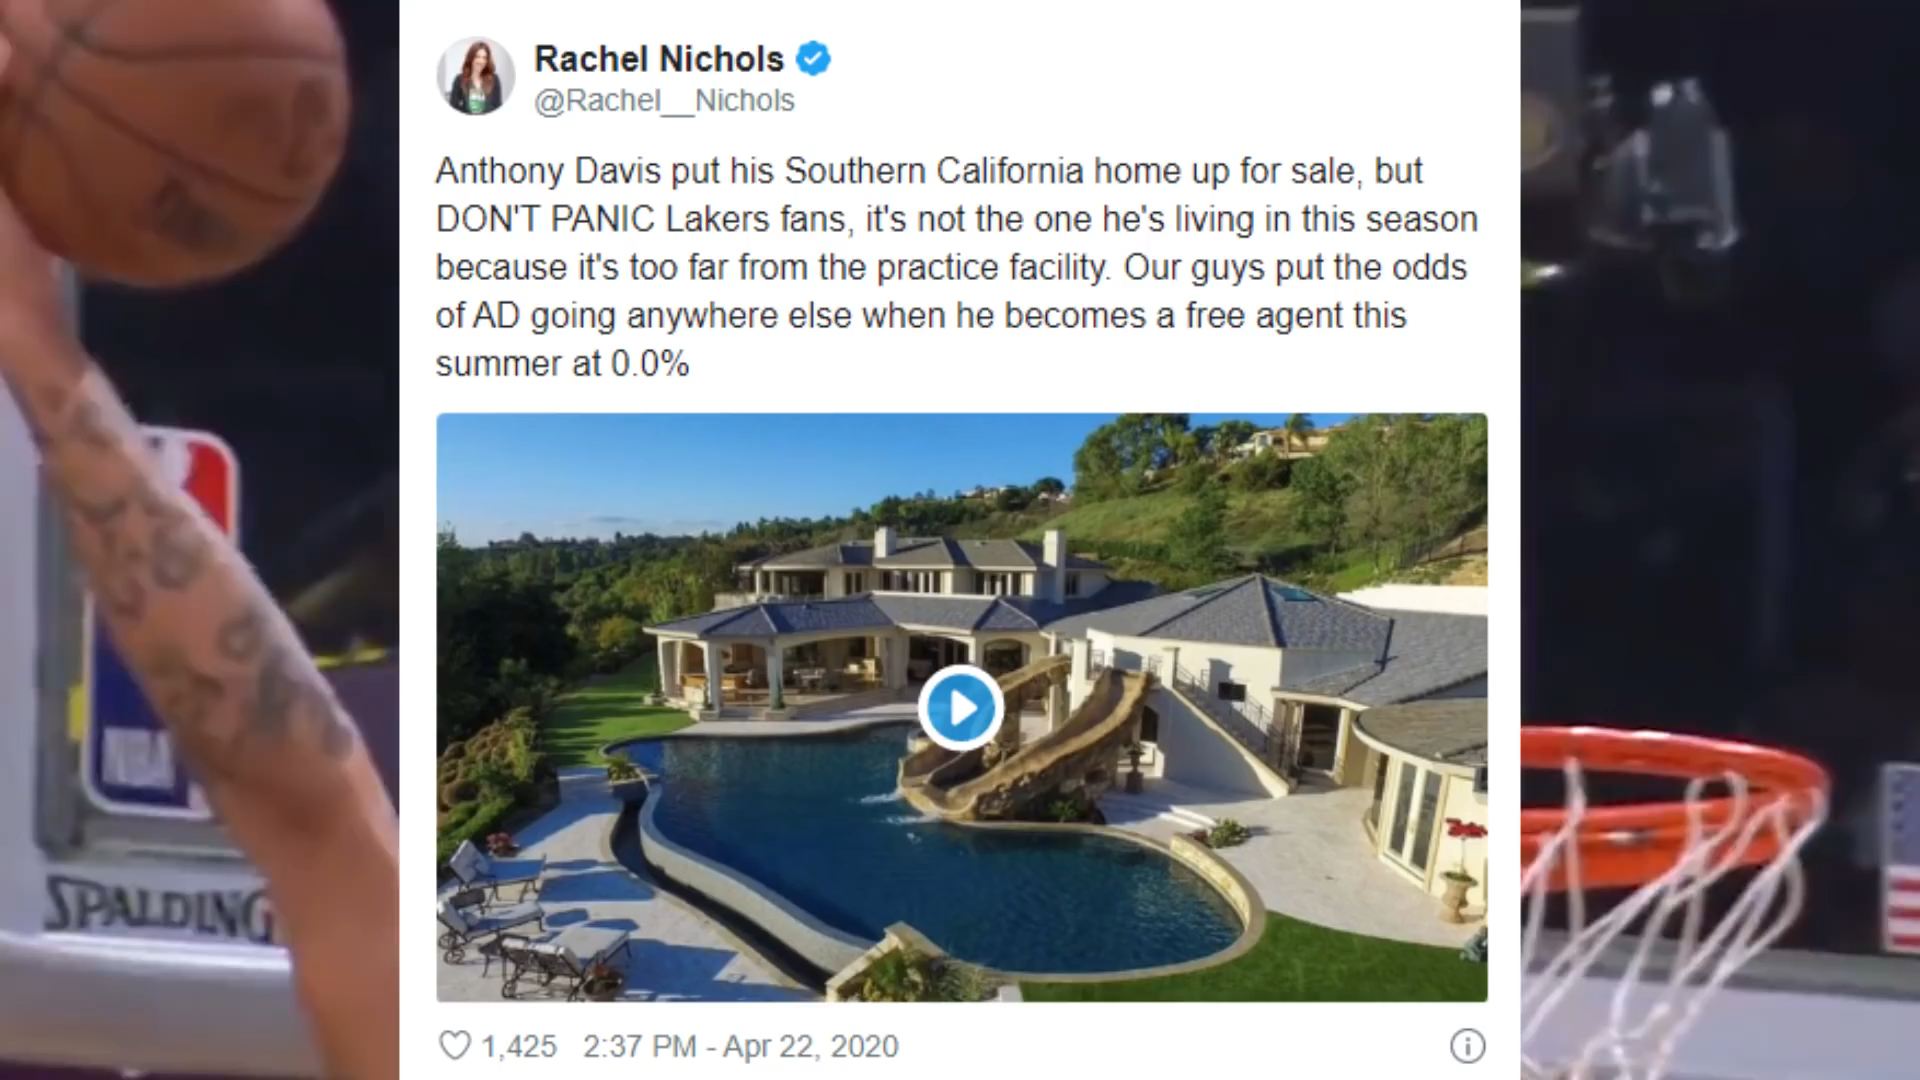 Rachel Nichols
@Rachel__Nichols
Anthony Davis put his Southern California home up for sale, but
DON'T PANIC Lakers fans, it's not the one he's living in this season
because it's too far from the practice facility. Our guys put the odds
of AD going anywhere else when he becomes a free agent this
summer at 0.0%
NBA
SPALDING
1,425 2:37 PM - Apr 22, 2020